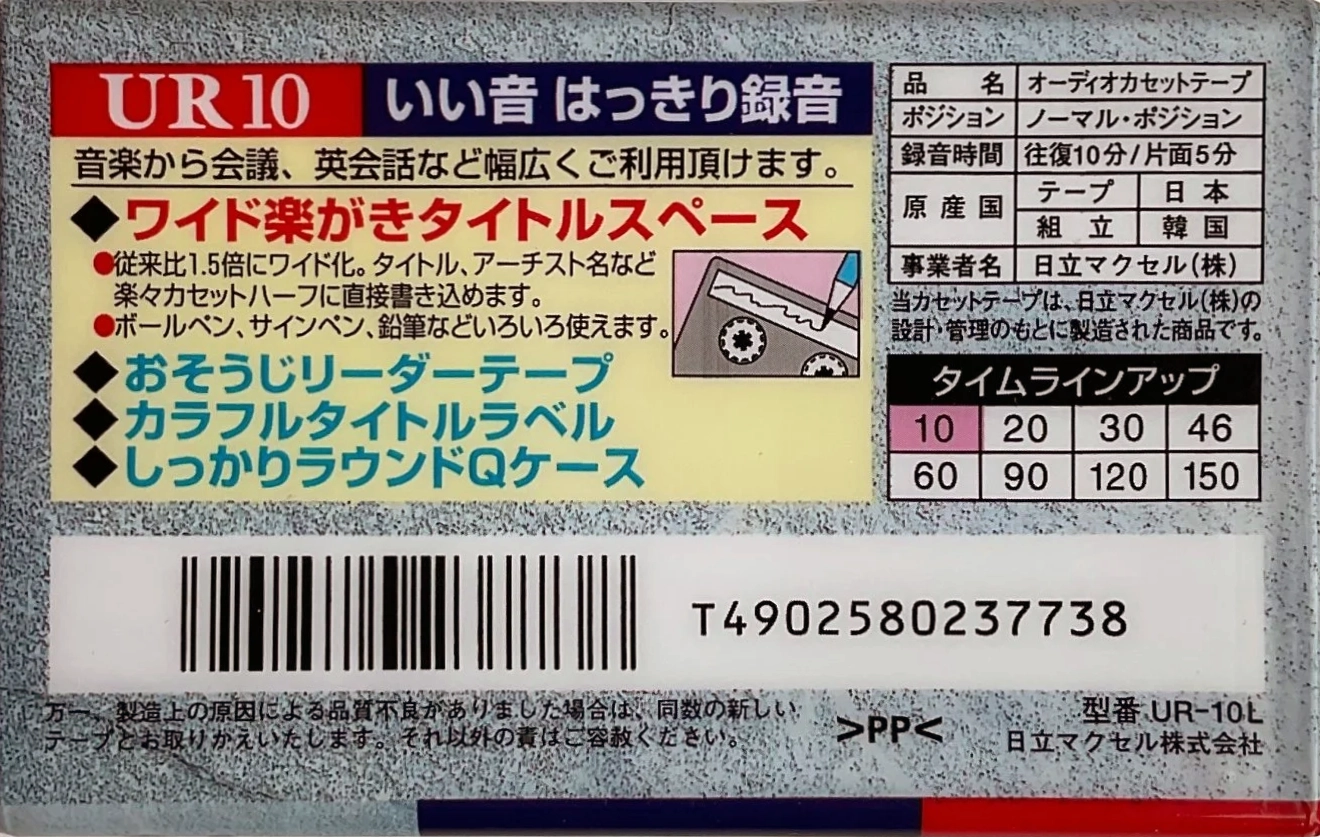 UR10 いい音 はっきり録音
音楽から会議、英会話など幅広くご利用頂けます。
◆ワイド楽がきタイトルスペース
●従来比1.5倍にワイド化。タイトル、アーチスト名など
楽々カセットハーフに直接書き込めます。
●ボールペン、サインペン、鉛筆などいろいろ使えます。
◆おそうじリーダーテープ
◆カラフルタイトルラベル
◆しっかりラウンドQケース
品名 オーディオカセットテープ
ポジション ノーマル・ポジション
録音時間 往復10分/片面5分
原産国 テープ 日本
組立 韓国
事業者名 日立マクセル(株)
当カセットテープは、日立マクセル(株)の
設計・管理のもとに製造された商品です。
タイムラインアップ
10 20 30 46
60 90 120 150
T4902580237738
万一、製造上の原因による品質不良がありました場合は、同数の新しい
テープとお取りかえいたします。それ以外の責はご容赦ください。
>PP<
型番 UR-10L
日立マクセル株式会社